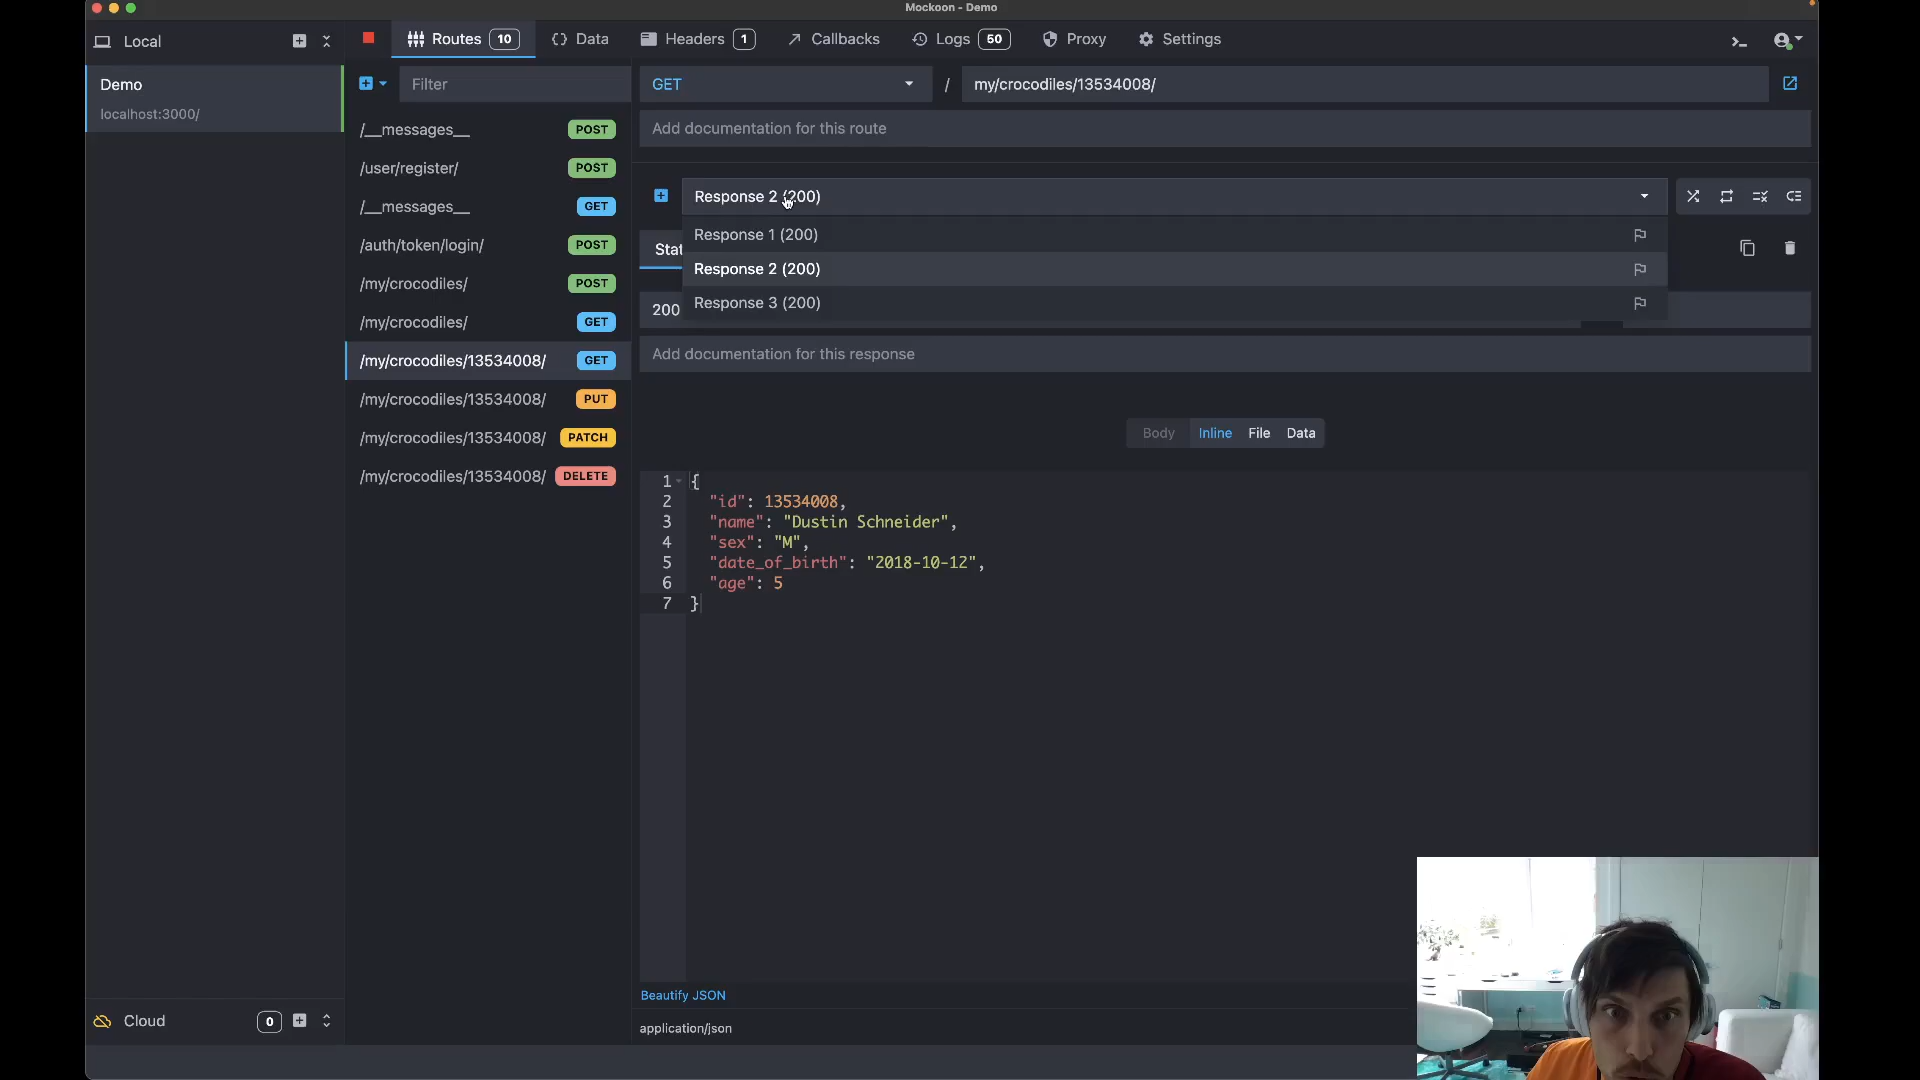 Mockoon - Demo
Local
Routes 10
Data
Headers 1
Callbacks
Logs 50
Proxy
Settings
Demo
localhost:3000/
Filter
GET
/
my/crocodiles/13534008/
Add documentation for this route
/__messages__ POST
/user/register/ POST
/__messages__ GET
/auth/token/login/ POST
/my/crocodiles/ POST
/my/crocodiles/ GET
/my/crocodiles/13534008/ GET
/my/crocodiles/13534008/ PUT
/my/crocodiles/13534008/ PATCH
/my/crocodiles/13534008/ DELETE
Response 2 (200)
Response 1 (200)
Response 2 (200)
Response 3 (200)
Stat
200
Add documentation for this response
Body Inline File Data
1 {
2 "id": 13534008,
3 "name": "Dustin Schneider",
4 "sex": "M",
5 "date_of_birth": "2018-10-12",
6 "age": 5
7 }
Beautify JSON
application/json
Cloud 0